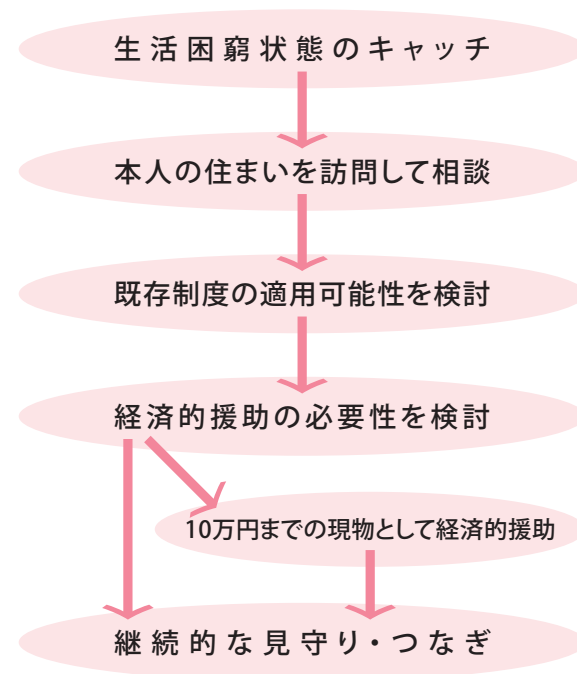 生活困窮状態のキャッチ
本人の住まいを訪問して相談
既存制度の適用可能性を検討
経済的援助の必要性を検討
10万円までの現物として経済的援助
継続的な見守り・つなぎ